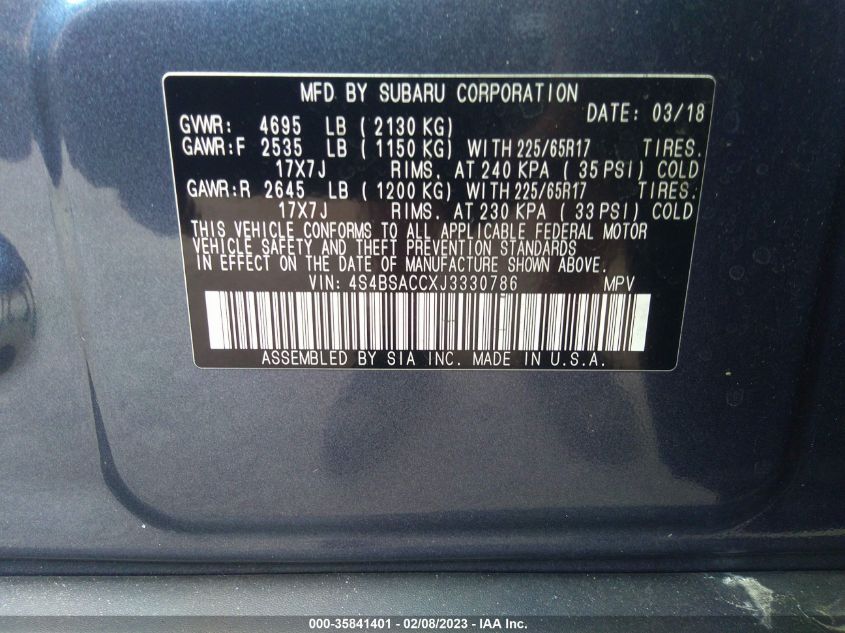 MFD BY SUBARU CORPORATION
DATE: 03/18
GVWR: 4695 LB (2130 KG)
GAWR:F 2535 LB (1150 KG) WITH 225/65R17 TIRES.
17X7J RIMS. AT 240 KPA (35 PSI) COLD
GAWR:R 2645 LB (1200 KG) WITH 225/65R17 TIRES.
17X7J RIMS. AT 230 KPA (33 PSI) COLD
THIS VEHICLE CONFORMS TO ALL APPLICABLE FEDERAL MOTOR
VEHICLE SAFETY AND THEFT PREVENTION STANDARDS
IN EFFECT ON THE DATE OF MANUFACTURE SHOWN ABOVE.
VIN: 4S4BSACCXJ3330786 MPV
ASSEMBLED BY SIA INC. MADE IN U.S.A.
000-35841401 - 02/08/2023 - IAA Inc.